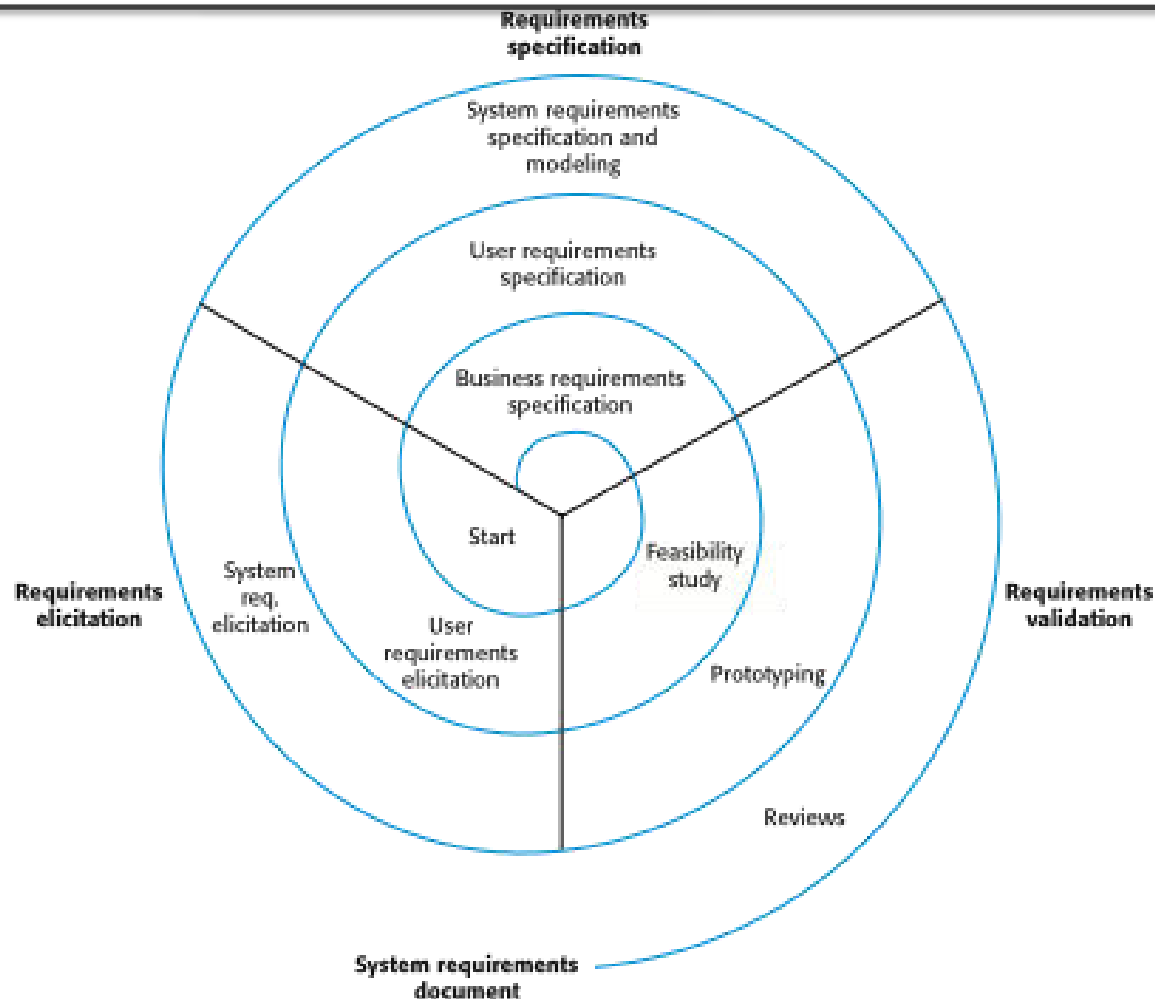 Requirements
specification
System requirements
specification and
modeling
User requirements
specification
Business requirements
specification
Start
Feasibility
study
System
req.
elicitation
Requirements
elicitation
Requirements
validation
User
requirements
elicitation
Prototyping
Reviews
System requirements
document